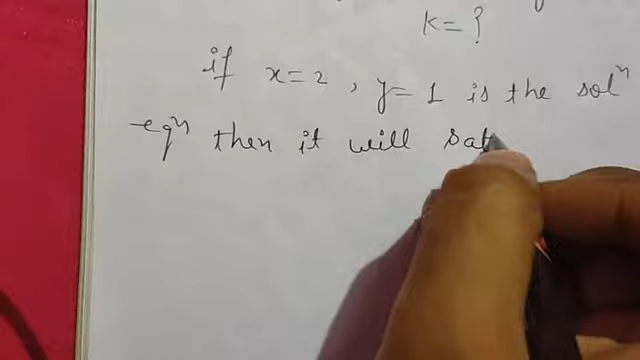 k = ?
if x = 2 , y = 1 is the solⁿ
eqⁿ then it will sat